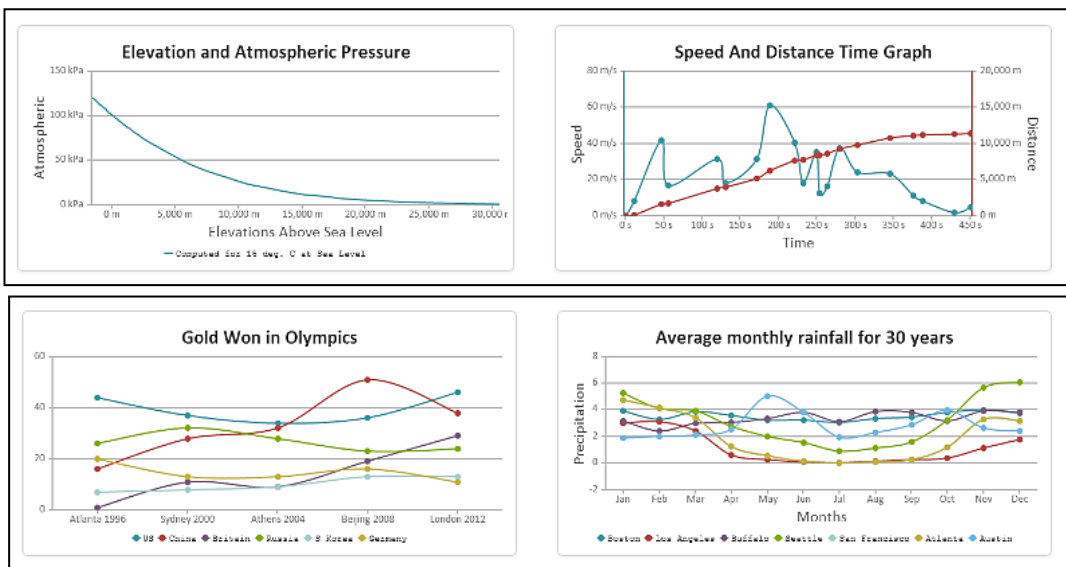 Elevation and Atmospheric Pressure
150 kPa
100 kPa
50 kPa
0 kPa
Atmospheric
0 m 5,000 m 10,000 m 15,000 m 20,000 m 25,000 m 30,000 r
Elevations Above Sea Level
Computed for 15 deg. C at Sea Level
Speed And Distance Time Graph
80 m/s
60 m/s
40 m/s
20 m/s
0 m/s
Speed
20,000 m
15,000 m
10,000 m
5,000 m
0 m
Distance
0 s 50 s 100 s 150 s 200 s 250 s 300 s 350 s 400 s 450 s
Time
Gold Won in Olympics
60
40
20
0
Atlanta 1996 Sydney 2000 Athens 2004 Beijing 2008 London 2012
US China Britain Russia S Korea Germany
Average monthly rainfall for 30 years
8
6
4
2
0
-2
Precipitation
Jan Feb Mar Apr May Jun Jul Aug Sep Oct Nov Dec
Months
Boston Los Angeles Buffalo Seattle San Francisco Atlanta Austin